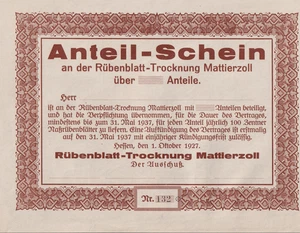 Anteil-Schein
an der Rübenblatt-Trocknung Mattierzoll
über Anteile.
Herr
ist an der Rübenblatt-Trocknung Mattierzoll mit Anteilen beteiligt,
und hat die Verpflichtung übernommen, für die Dauer des Vertrages,
mindestens bis zum 31. Mai 1937, für jeden Anteil jährlich 100 Zentner
Naßrübenblätter zu liefern. Eine Aufkündigung des Vertrages ist erstmalig
auf den 31. Mai 1937 mit einjähriger Kündigungsfrist zulässig.
Hessen, den 1. Oktober 1927.
Rübenblatt-Trocknung Mattierzoll
Der Ausschuß.
Nr. 132